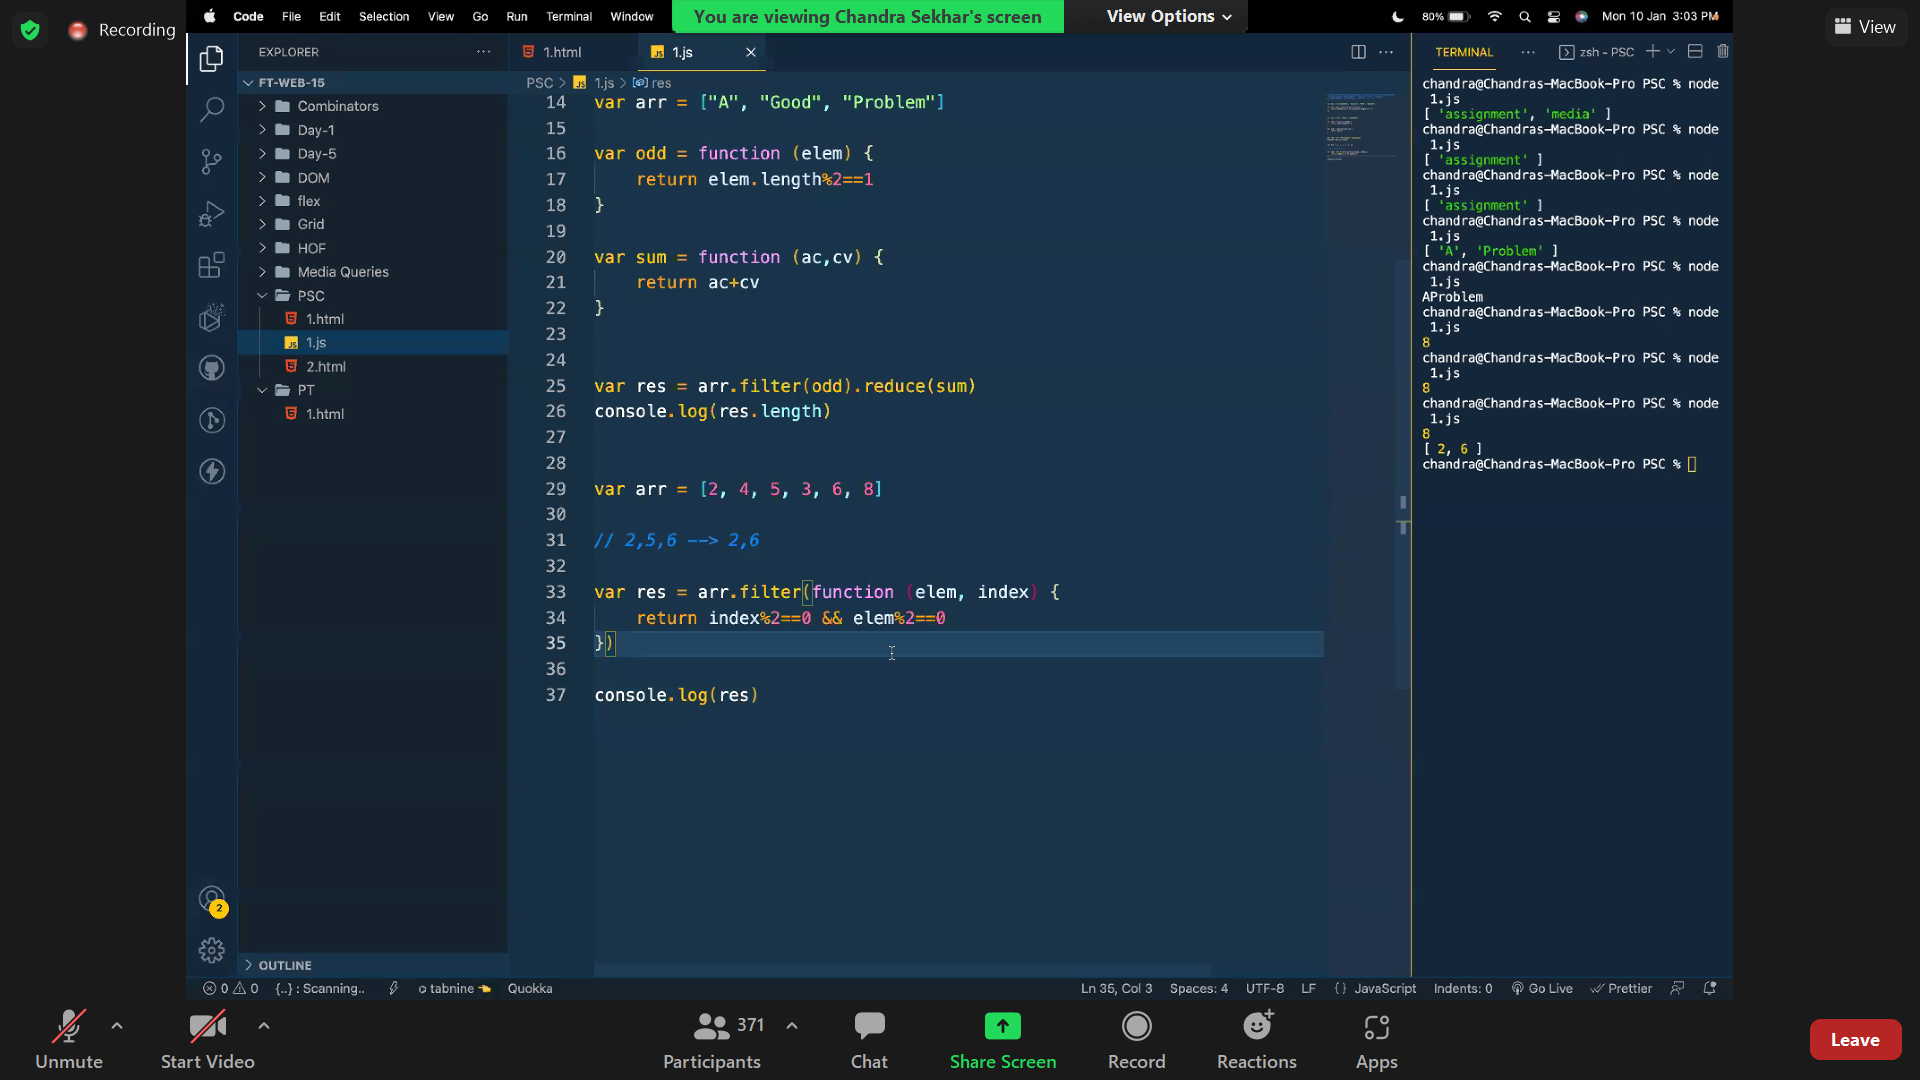 Recording
Code File Edit Selection View Go Run Terminal Window
You are viewing Chandra Sekhar's screen
View Options
80%
Mon 10 Jan 3:03 PM
View
EXPLORER
FT-WEB-15
Combinators
Day-1
Day-5
DOM
flex
Grid
HOF
Media Queries
PSC
1.html
1.js
2.html
PT
1.html
OUTLINE
2
1.html
1.js
PSC > 1.js > res
14 var arr = ["A", "Good", "Problem"]
15
16 var odd = function (elem) {
17 return elem.length%2==1
18 }
19
20 var sum = function (ac,cv) {
21 return ac+cv
22 }
23
24
25 var res = arr.filter(odd).reduce(sum)
26 console.log(res.length)
27
28
29 var arr = [2, 4, 5, 3, 6, 8]
30
31 // 2,5,6 --> 2,6
32
33 var res = arr.filter(function (elem, index) {
34 return index%2==0 && elem%2==0
35 })
36
37 console.log(res)
TERMINAL
zsh - PSC
chandra@Chandras-MacBook-Pro PSC % node
1.js
[ 'assignment', 'media' ]
chandra@Chandras-MacBook-Pro PSC % node
1.js
[ 'assignment' ]
chandra@Chandras-MacBook-Pro PSC % node
1.js
[ 'assignment' ]
chandra@Chandras-MacBook-Pro PSC % node
1.js
[ 'A', 'Problem' ]
chandra@Chandras-MacBook-Pro PSC % node
1.js
AProblem
chandra@Chandras-MacBook-Pro PSC % node
1.js
8
chandra@Chandras-MacBook-Pro PSC % node
1.js
8
chandra@Chandras-MacBook-Pro PSC % node
1.js
8
[ 2, 6 ]
chandra@Chandras-MacBook-Pro PSC %
0 0 {..} : Scanning.. tabnine Quokka
Ln 35, Col 3 Spaces: 4 UTF-8 LF { } JavaScript Indents: 0 Go Live Prettier
Unmute
Start Video
371
Participants
Chat
Share Screen
Record
Reactions
Apps
Leave